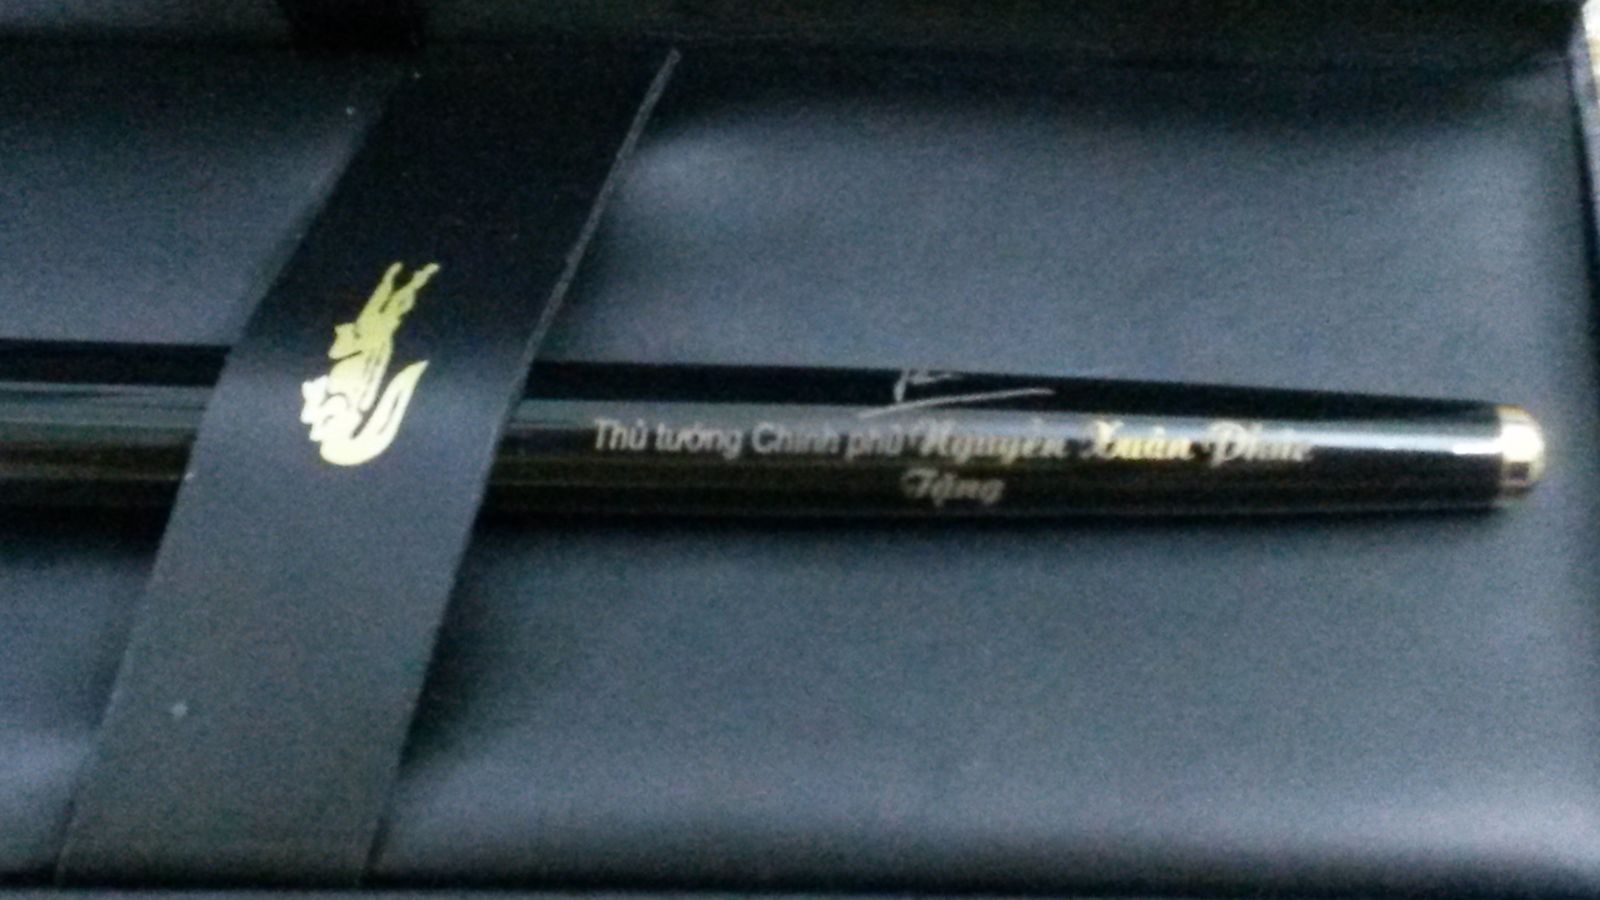 Thủ tướng Chính phủ Nguyễn Xuân Phúc
Tặng